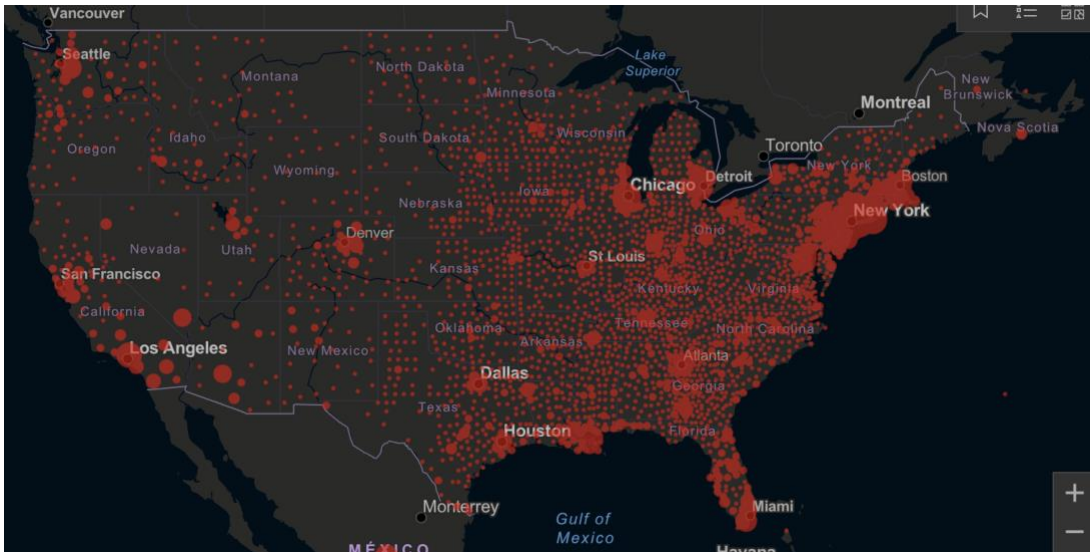 Vancouver
Seattle
Montana
North Dakota
Lake
Superior
New
Brunswick
Minnesota
Montreal
Nova Scotia
Oregon
Idaho
South Dakota
Wisconsin
Toronto
Wyoming
New York
Boston
Detroit
Chicago
Iowa
Nebraska
New York
Nevada
Utah
Denver
Ohio
San Francisco
Kansas
St Louis
Kentucky
Virginia
California
Oklahoma
Tennessee
North Carolina
Los Angeles
New Mexico
Arkansas
Atlanta
Dallas
Georgia
Texas
Houston
Florida
Monterrey
Miami
Gulf of
Mexico
MÉXICO
Havana
+
−